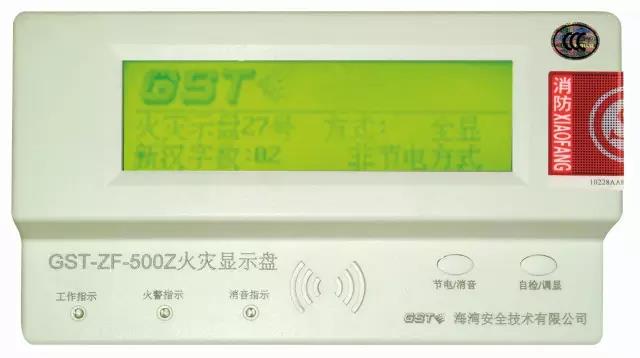 CCC
GST
火灾示盘27号 方式: 全显
新汉字数:02 非节电方式
消防 XIAOFANG
10228AA8
GST-ZF-500Z火灾显示盘
工作指示 火警指示 消音指示
节电/消音 自检/调显
GST 海湾安全技术有限公司